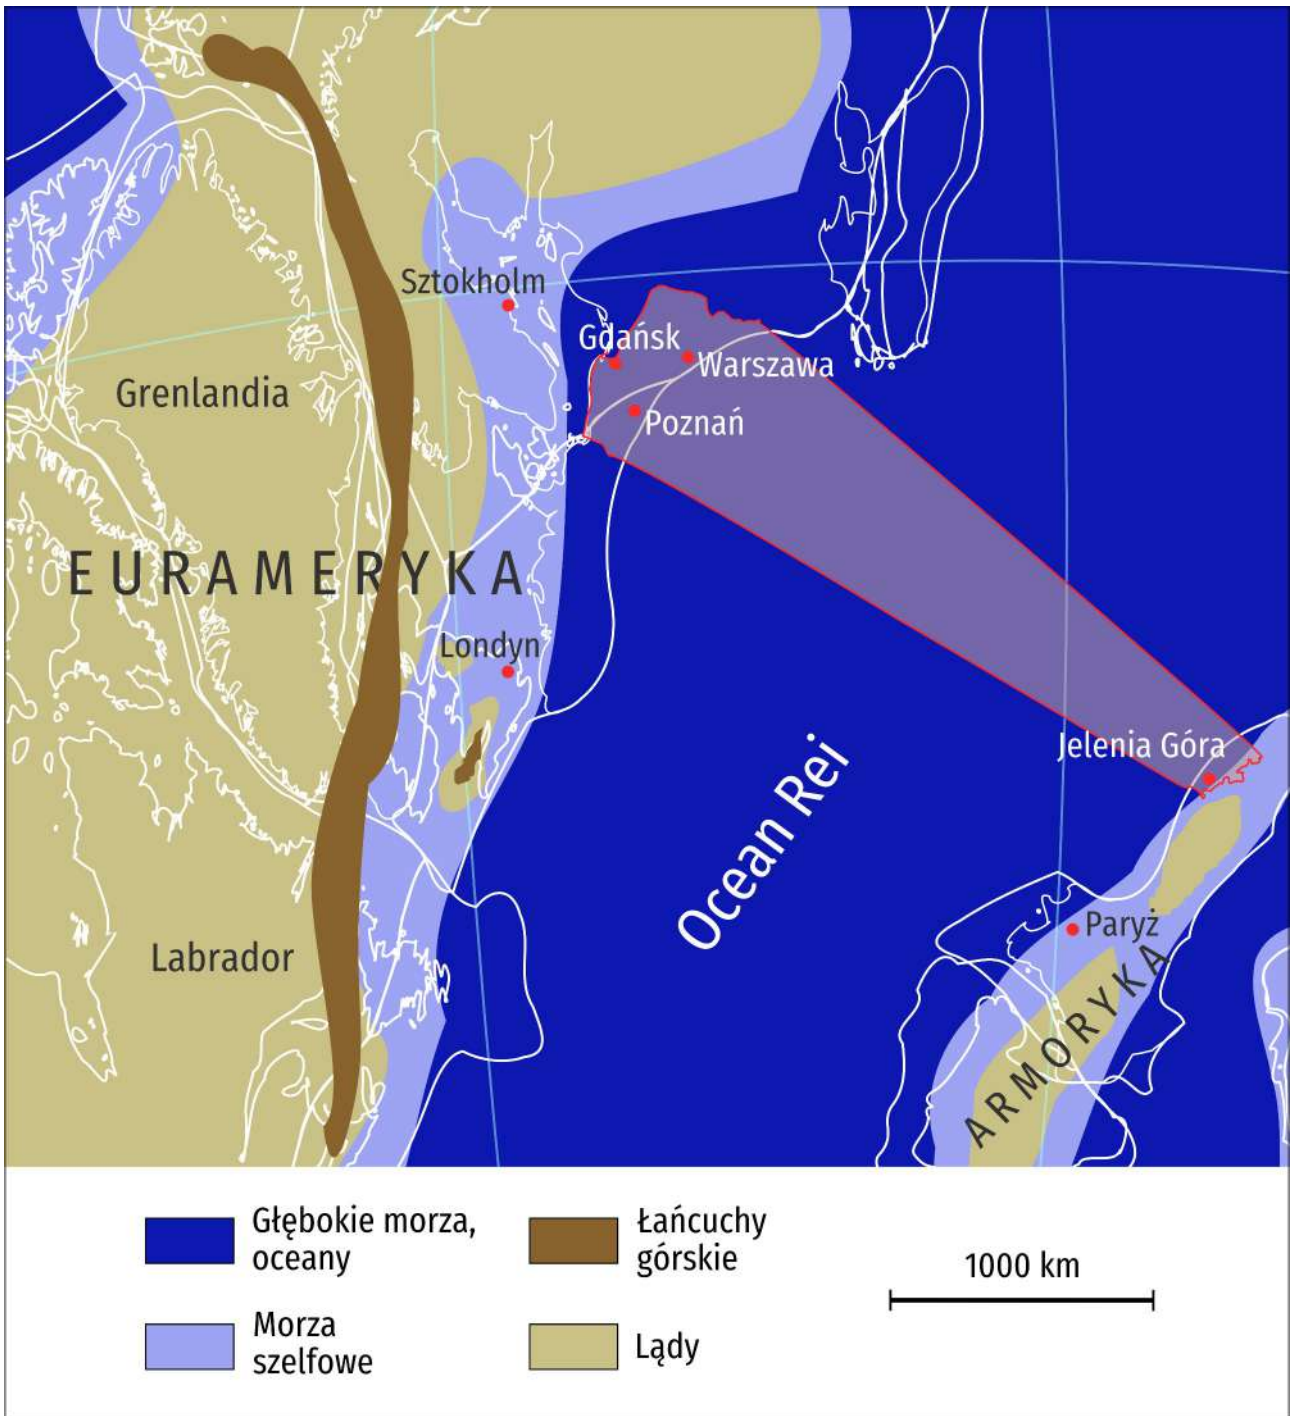 Sztokholm
Gdańsk
Warszawa
Grenlandia
Poznań
EURAMERYKA
Londyn
Jelenia Góra
Ocean Rei
Paryż
Labrador
ARMORYKA
Głębokie morza,
oceany
Łańcuchy
górskie
1000 km
Morza
szelfowe
Lądy